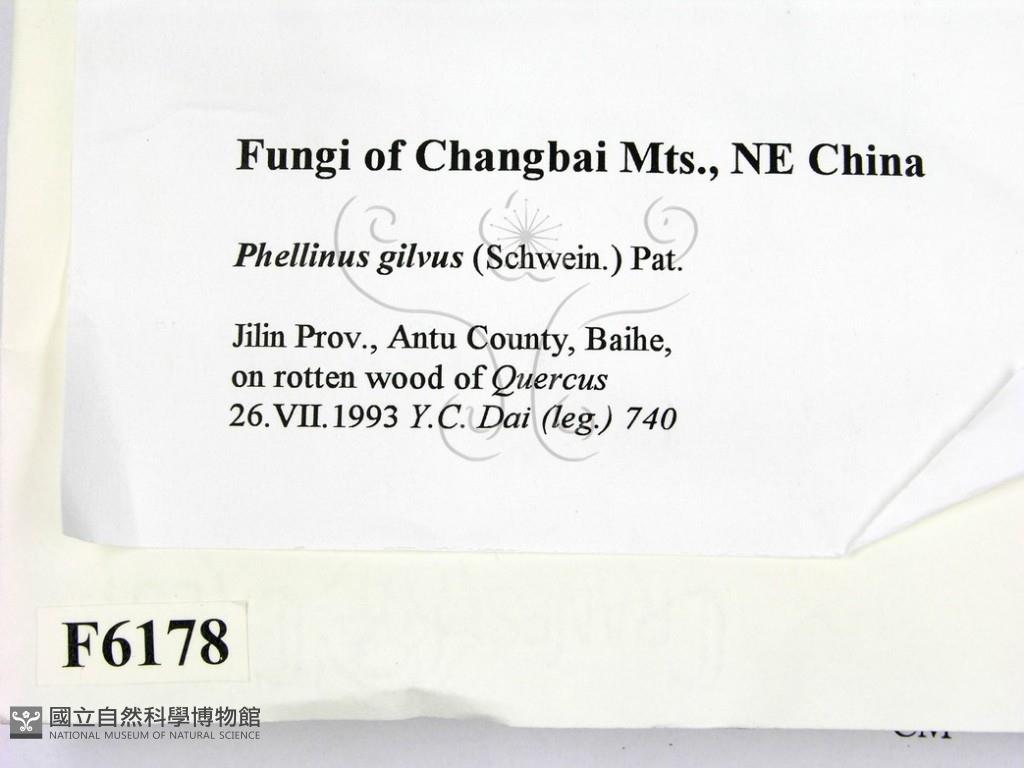 Fungi of Changbai Mts., NE China
Phellinus gilvus (Schwein.) Pat.
Jilin Prov., Antu County, Baihe,
on rotten wood of Quercus
26.VII.1993 Y.C. Dai (leg.) 740
F6178
國立自然科學博物館
NATIONAL MUSEUM OF NATURAL SCIENCE
CM